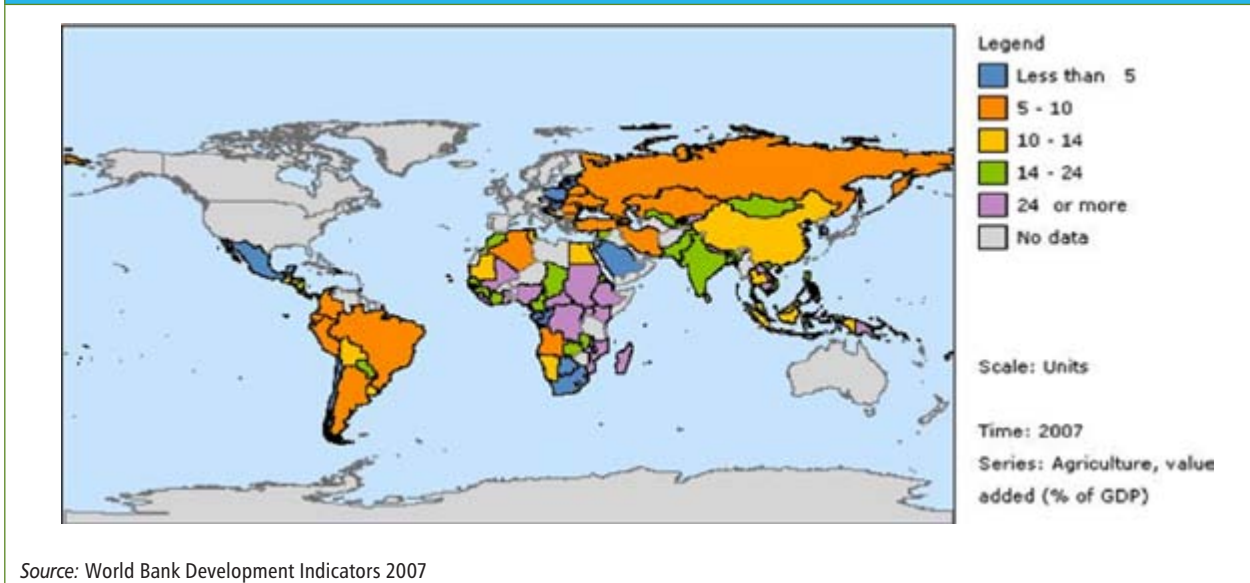 Legend
Less than 5
5 - 10
10 - 14
14 - 24
24 or more
No data
Scale: Units
Time: 2007
Series: Agriculture, value
added (% of GDP)
Source: World Bank Development Indicators 2007